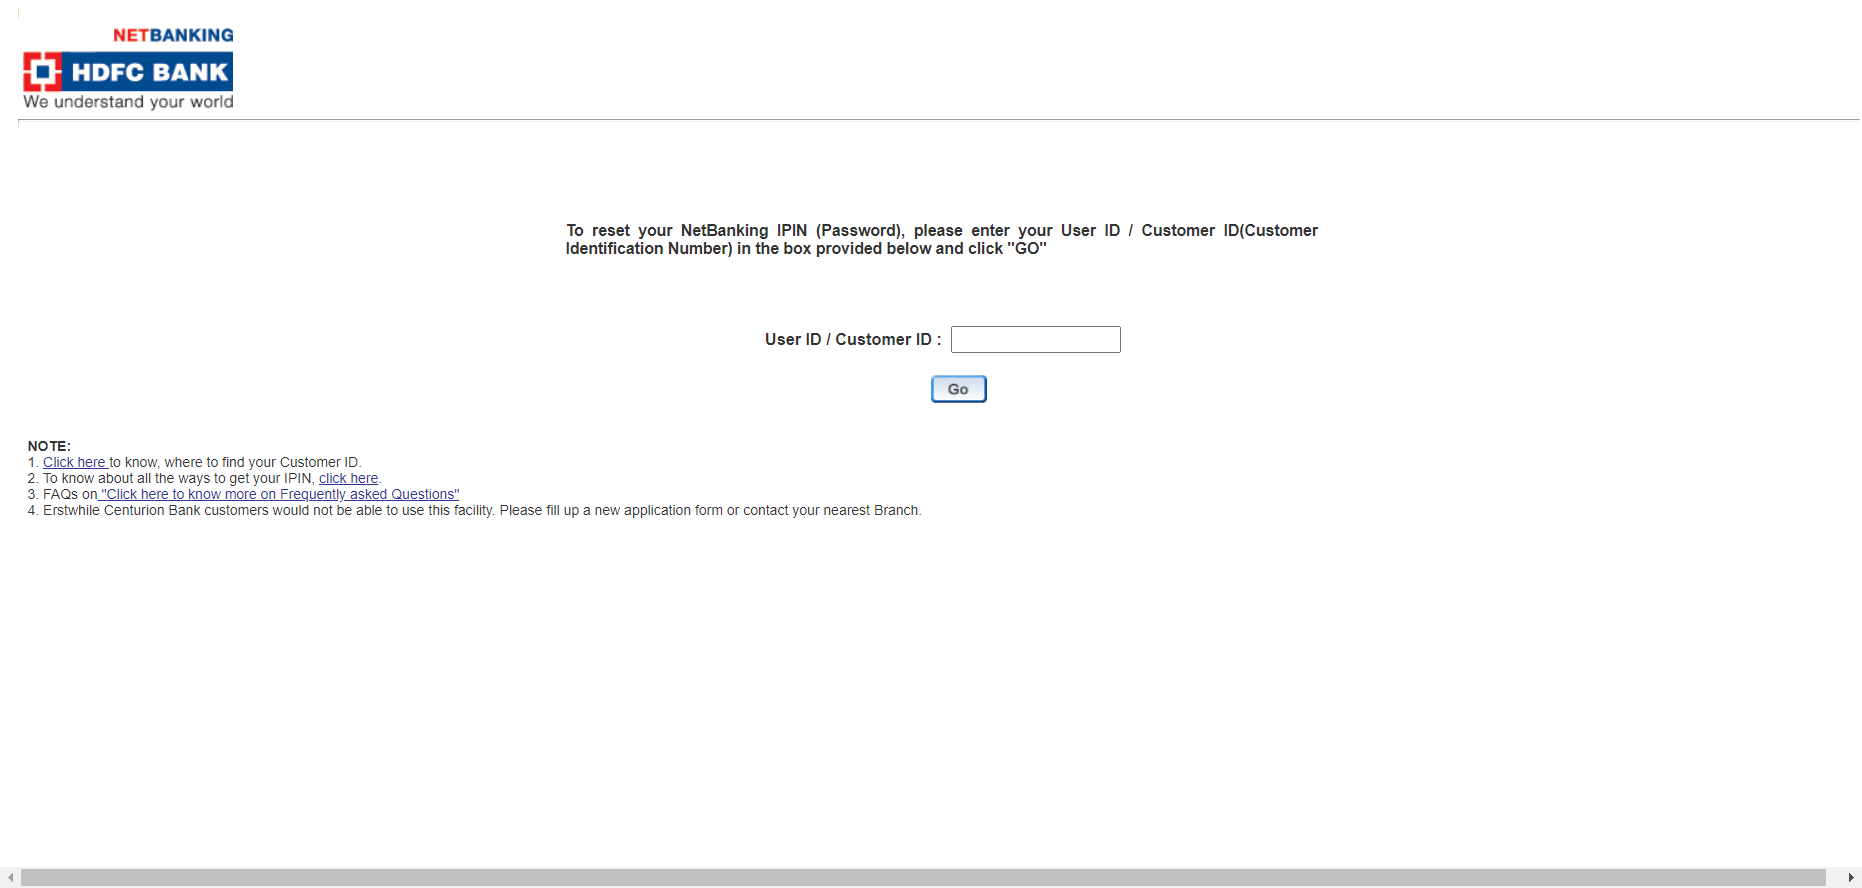 NETBANKING
HDFC BANK
We understand your world
To reset your NetBanking IPIN (Password), please enter your User ID / Customer ID(Customer
Identification Number) in the box provided below and click "GO"
User ID / Customer ID :
Go
NOTE:
1. Click here to know, where to find your Customer ID.
2. To know about all the ways to get your IPIN, click here.
3. FAQs on "Click here to know more on Frequently asked Questions"
4. Erstwhile Centurion Bank customers would not be able to use this facility. Please fill up a new application form or contact your nearest Branch.